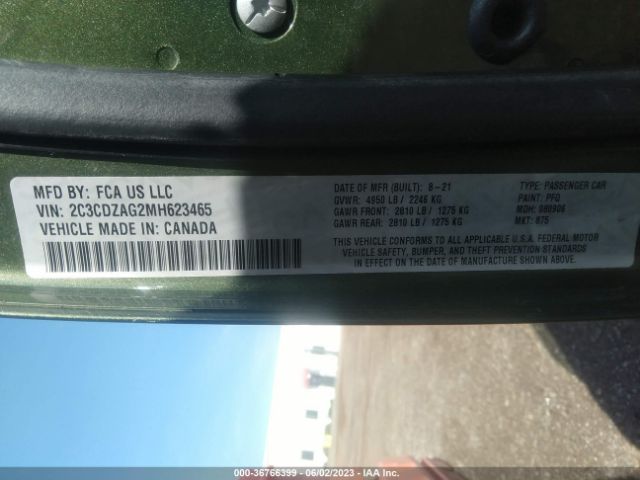 MFD BY: FCA US LLC
VIN: 2C3CDZAG2MH623465
VEHICLE MADE IN: CANADA
DATE OF MFR (BUILT): 8-21
GVWR: 4950 LB / 2246 KG
GAWR FRONT: 2810 LB / 1275 KG
GAWR REAR: 2810 LB / 1275 KG
TYPE: PASSENGER CAR
PAINT: PFQ
MDH: 080906
MKT: 875
THIS VEHICLE CONFORMS TO ALL APPLICABLE U.S.A. FEDERAL MOTOR
VEHICLE SAFETY, BUMPER, AND THEFT PREVENTION STANDARDS
IN EFFECT ON THE DATE OF MANUFACTURE SHOWN ABOVE.
000-36766399 - 06/02/2023 - IAA Inc.